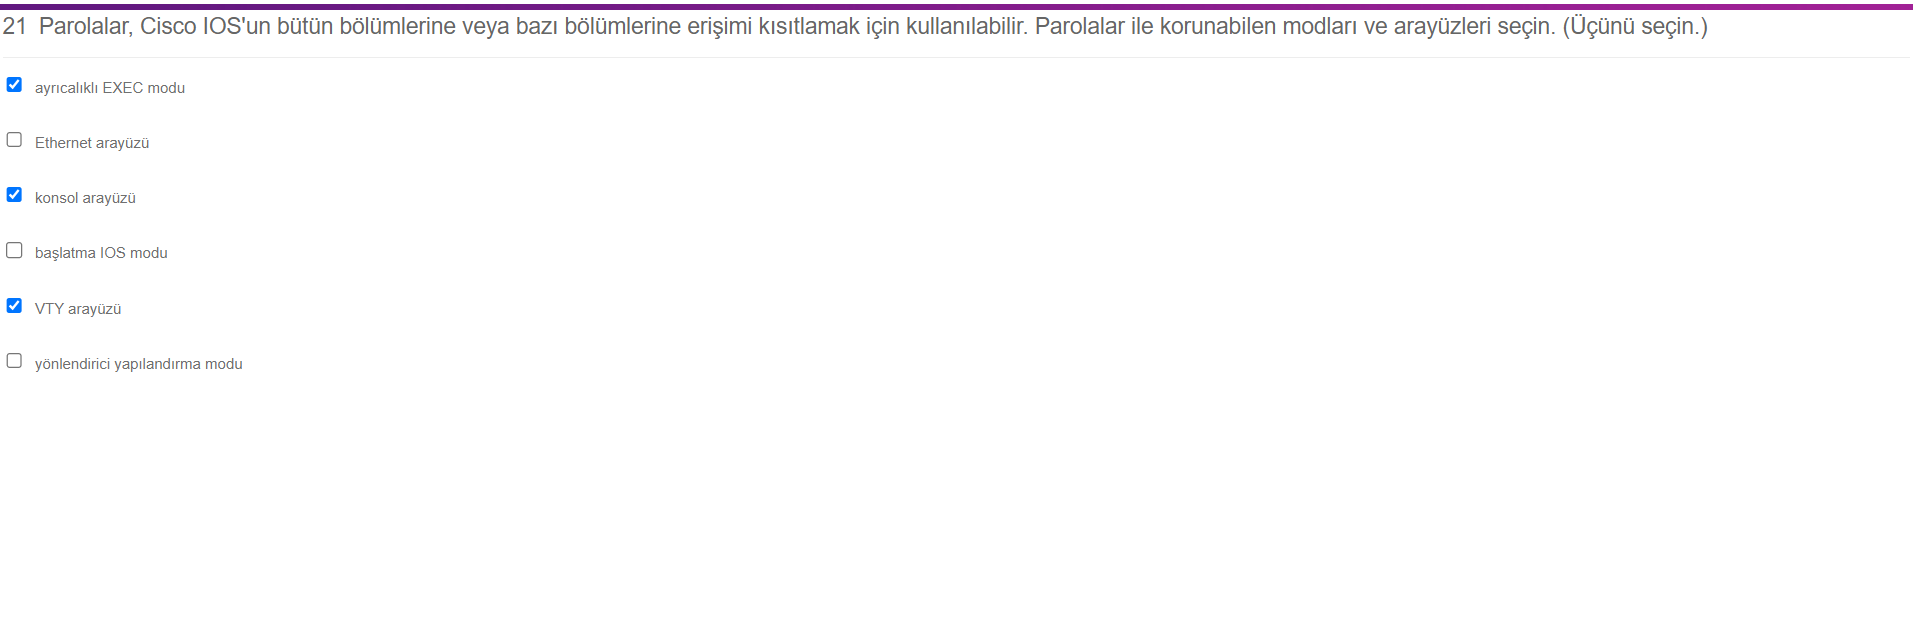 21 Parolalar, Cisco IOS'un bütün bölümlerine veya bazı bölümlerine erişimi kısıtlamak için kullanılabilir. Parolalar ile korunabilen modları ve arayüzleri seçin. (Üçünü seçin.)
ayrıcalıklı EXEC modu
Ethernet arayüzü
konsol arayüzü
başlatma IOS modu
VTY arayüzü
yönlendirici yapılandırma modu